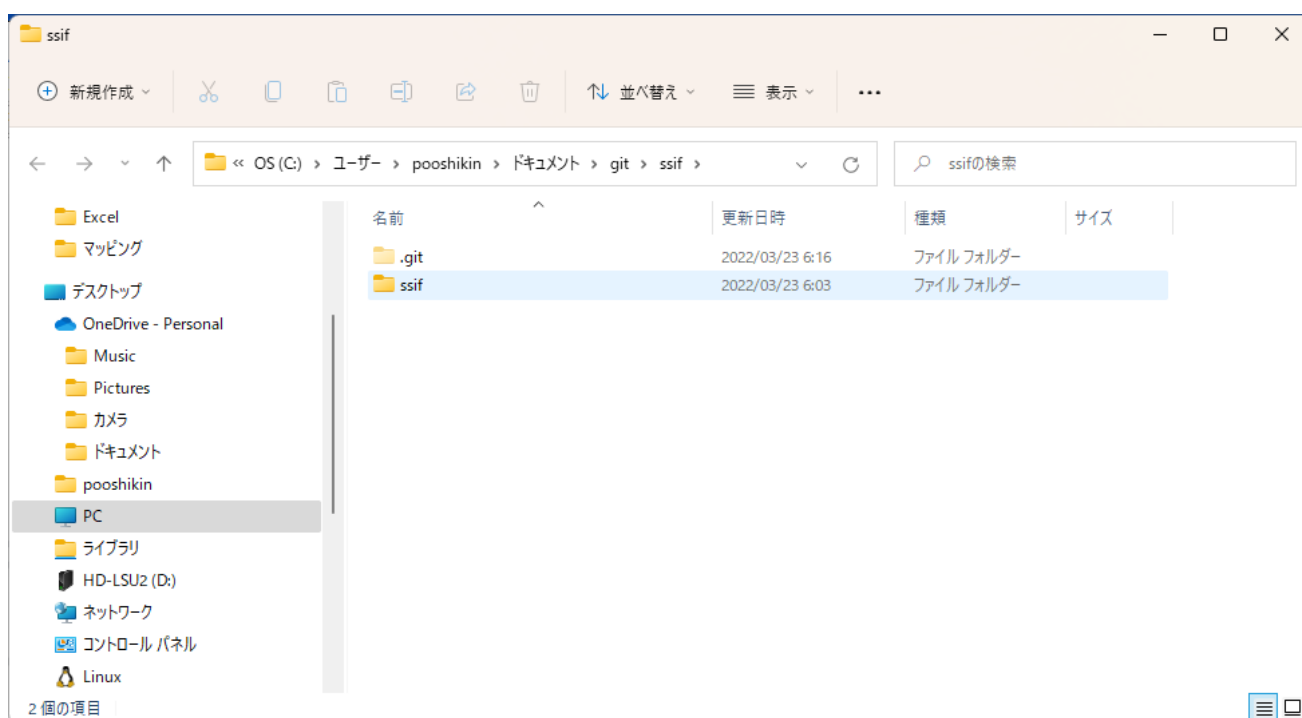 ssif
新規作成
並べ替え
表示
« OS (C:) › ユーザー › pooshikin › ドキュメント › git › ssif ›
ssifの検索
Excel
マッピング
デスクトップ
OneDrive - Personal
Music
Pictures
カメラ
ドキュメント
pooshikin
PC
ライブラリ
HD-LSU2 (D:)
ネットワーク
コントロール パネル
Linux
名前 更新日時 種類 サイズ
.git 2022/03/23 6:16 ファイル フォルダー
ssif 2022/03/23 6:03 ファイル フォルダー
2 個の項目